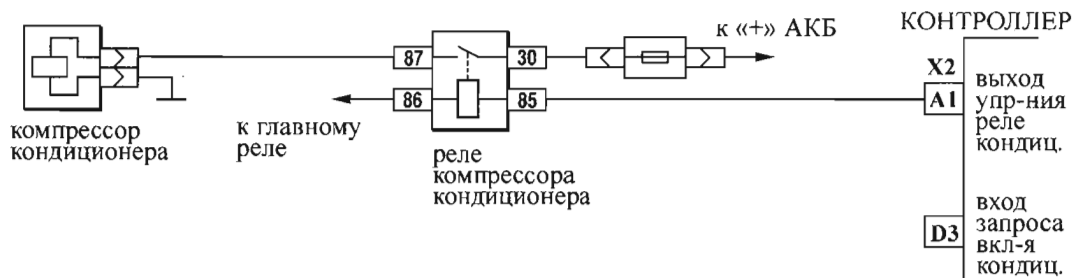 к «+» АКБ
КОНТРОЛЛЕР
87
30
X2
A1
выход
упр-ния
реле
кондиц.
86
85
компрессор
кондиционера
к главному
реле
реле
компрессора
кондиционера
D3
вход
запроса
вкл-я
кондиц.